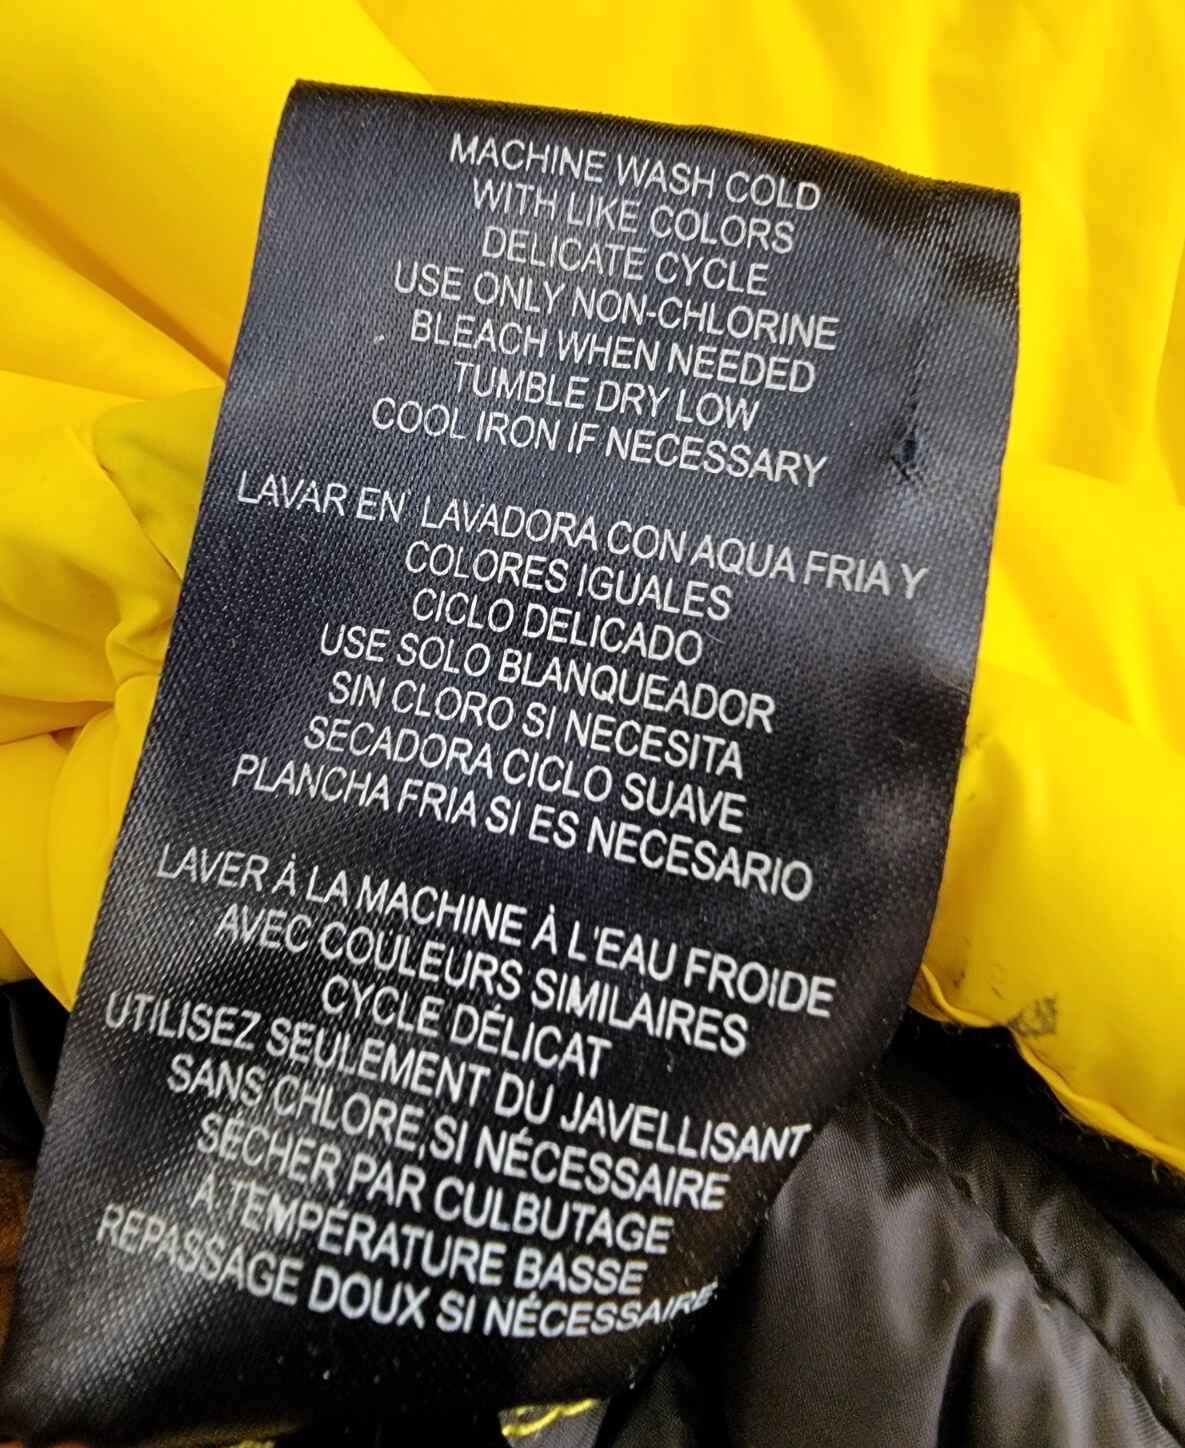 MACHINE WASH COLD
WITH LIKE COLORS
DELICATE CYCLE
USE ONLY NON-CHLORINE
BLEACH WHEN NEEDED
TUMBLE DRY LOW
COOL IRON IF NECESSARY
LAVAR EN LAVADORA CON AQUA FRIA Y
COLORES IGUALES
CICLO DELICADO
USE SOLO BLANQUEADOR
SIN CLORO SI NECESITA
SECADORA CICLO SUAVE
PLANCHA FRIA SI ES NECESARIO
LAVER À LA MACHINE À L'EAU FROIDE
AVEC COULEURS SIMILAIRES
CYCLE DÉLICAT
UTILISEZ SEULEMENT DU JAVELLISANT
SANS CHLORE,SI NÉCESSAIRE
SÉCHER PAR CULBUTAGE
À TEMPÉRATURE BASSE
REPASSAGE DOUX SI NÉCESSAIRE